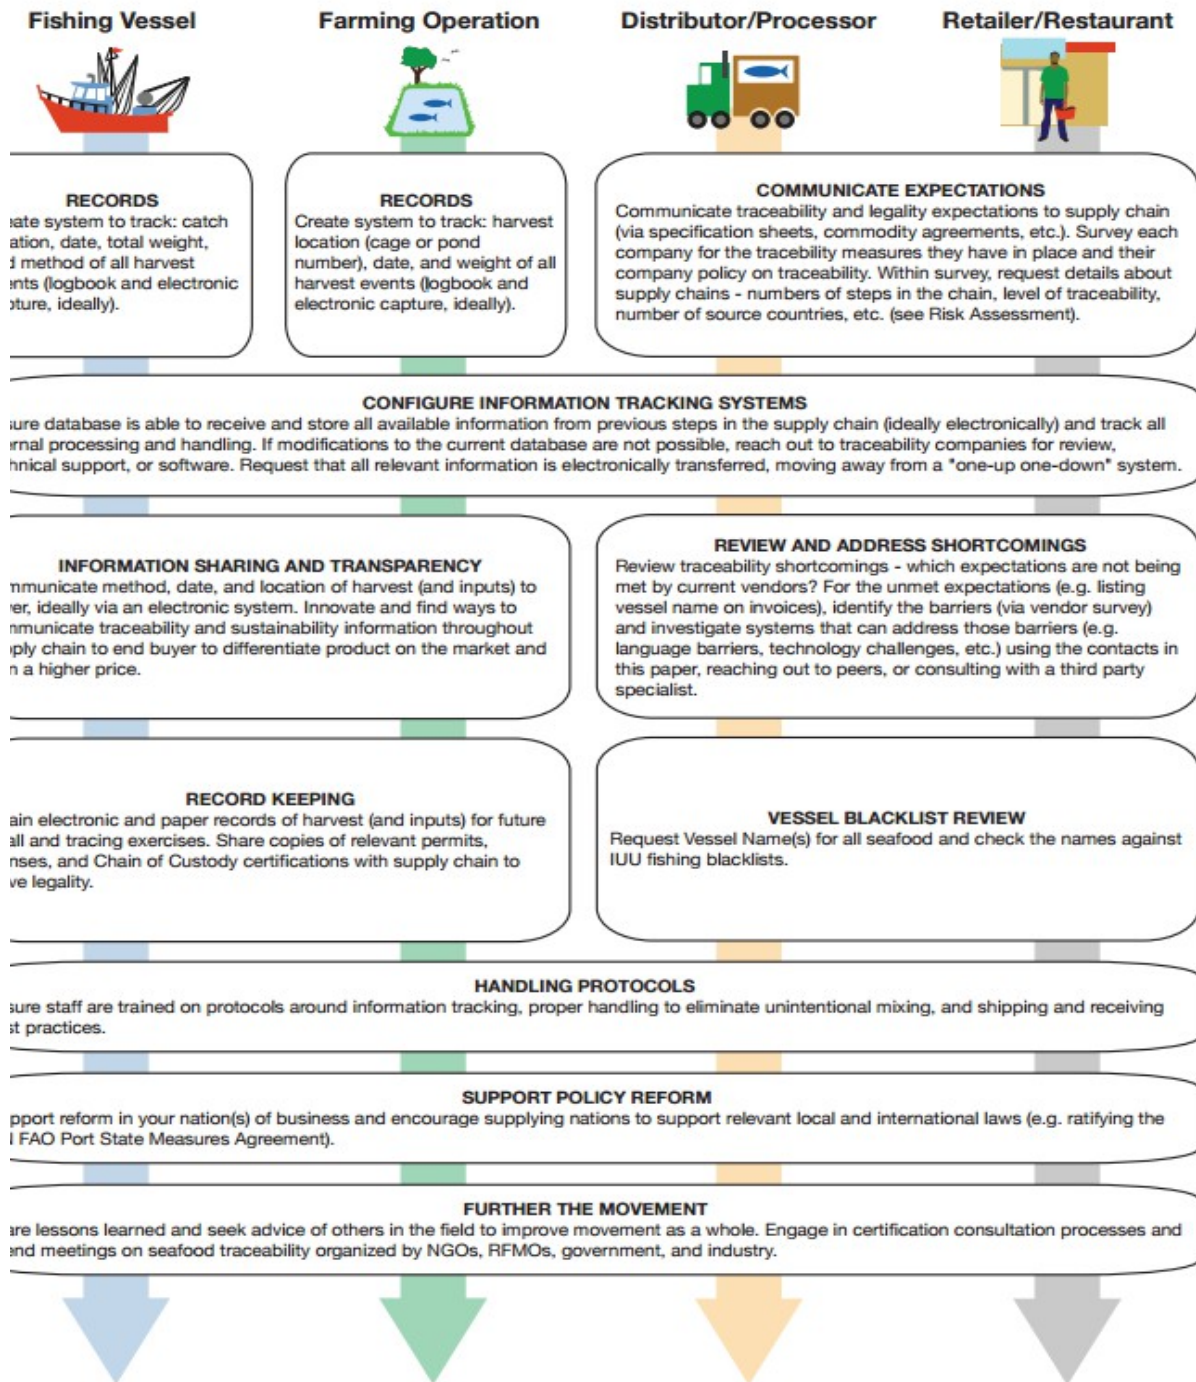 Fishing Vessel
Farming Operation
Distributor/Processor
Retailer/Restaurant
RECORDS
eate system to track: catch
ation, date, total weight,
d method of all harvest
ents (logbook and electronic
ture, ideally).
RECORDS
Create system to track: harvest
location (cage or pond
number), date, and weight of all
harvest events (logbook and
electronic capture, ideally).
COMMUNICATE EXPECTATIONS
Communicate traceability and legality expectations to supply chain
(via specification sheets, commodity agreements, etc.). Survey each
company for the tracebility measures they have in place and their
company policy on traceability. Within survey, request details about
supply chains - numbers of steps in the chain, level of traceability,
number of source countries, etc. (see Risk Assessment).
CONFIGURE INFORMATION TRACKING SYSTEMS
sure database is able to receive and store all available information from previous steps in the supply chain (ideally electronically) and track all
rnal processing and handling. If modifications to the current database are not possible, reach out to traceability companies for review,
hnical support, or software. Request that all relevant information is electronically transferred, moving away from a "one-up one-down" system.
INFORMATION SHARING AND TRANSPARENCY
mmunicate method, date, and location of harvest (and inputs) to
er, ideally via an electronic system. Innovate and find ways to
mmunicate traceability and sustainability information throughout
ply chain to end buyer to differentiate product on the market and
n a higher price.
REVIEW AND ADDRESS SHORTCOMINGS
Review traceability shortcomings - which expectations are not being
met by current vendors? For the unmet expectations (e.g. listing
vessel name on invoices), identify the barriers (via vendor survey)
and investigate systems that can address those barriers (e.g.
language barriers, technology challenges, etc.) using the contacts in
this paper, reaching out to peers, or consulting with a third party
specialist.
RECORD KEEPING
ain electronic and paper records of harvest (and inputs) for future
all and tracing exercises. Share copies of relevant permits,
enses, and Chain of Custody certifications with supply chain to
ve legality.
VESSEL BLACKLIST REVIEW
Request Vessel Name(s) for all seafood and check the names against
IUU fishing blacklists.
HANDLING PROTOCOLS
sure staff are trained on protocols around information tracking, proper handling to eliminate unintentional mixing, and shipping and receiving
st practices.
SUPPORT POLICY REFORM
pport reform in your nation(s) of business and encourage supplying nations to support relevant local and international laws (e.g. ratifying the
FAO Port State Measures Agreement).
FURTHER THE MOVEMENT
are lessons learned and seek advice of others in the field to improve movement as a whole. Engage in certification consultation processes and
end meetings on seafood traceability organized by NGOs, RFMOs, government, and industry.